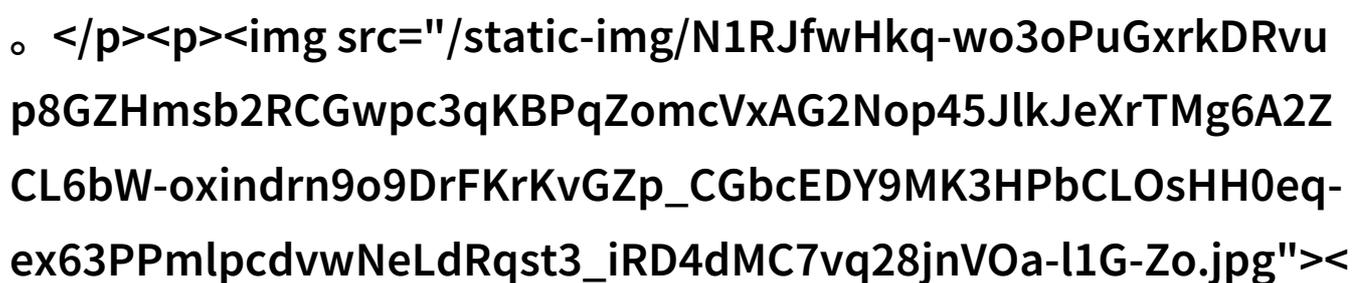 。</p><p><img src="/static-img/N1RJfwHkq-wo3oPuGxrkDRvu
p8GZHmsb2RCGwpc3qKBPqZomcVxAG2Nop45JlkJeXrTMg6A2Z
CL6bW-oxindrn9o9DrFKrKvGZp_CGbcEDY9MK3HPbCLOsHH0eq-
ex63PPmlpcdvwNeLdRqst3_iRD4dMC7vq28jnVOa-l1G-Zo.jpg"><